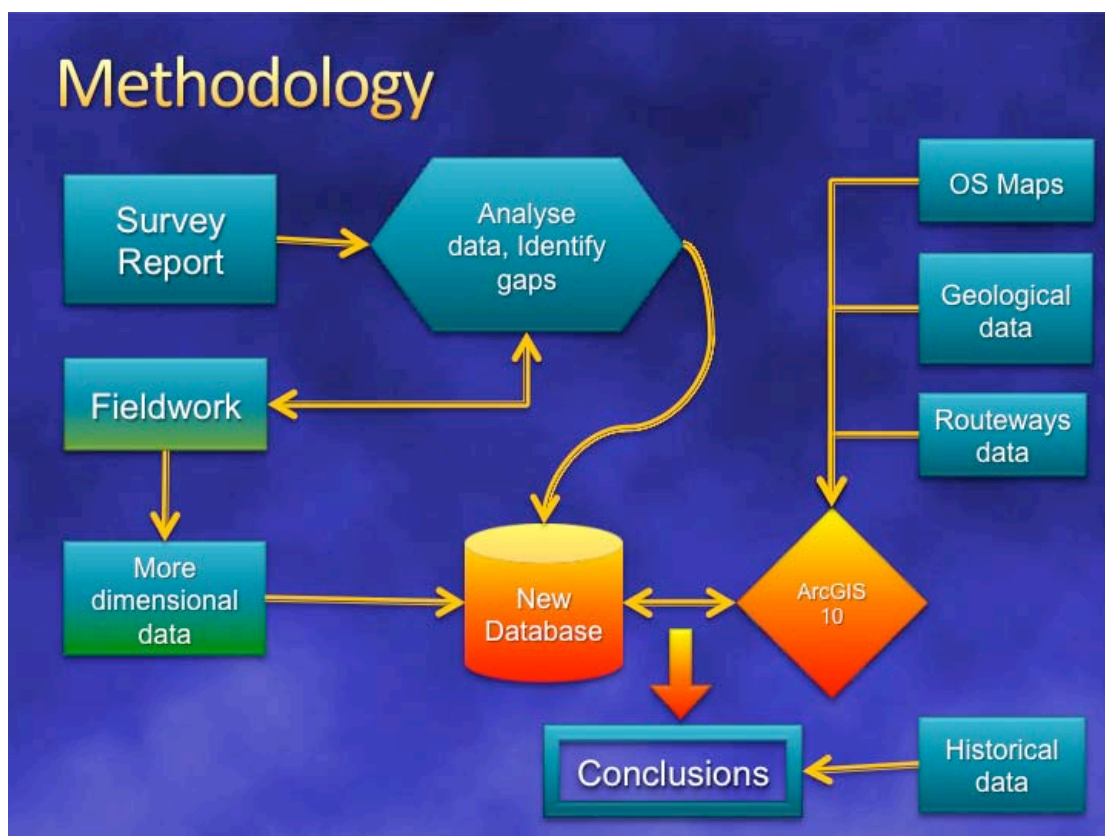 Methodology
Survey
Report
Analyse
data, Identify
gaps
OS Maps
Geological
data
Fieldwork
Routeways
data
More
dimensional
data
New
Database
ArcGIS
10
Conclusions
Historical
data